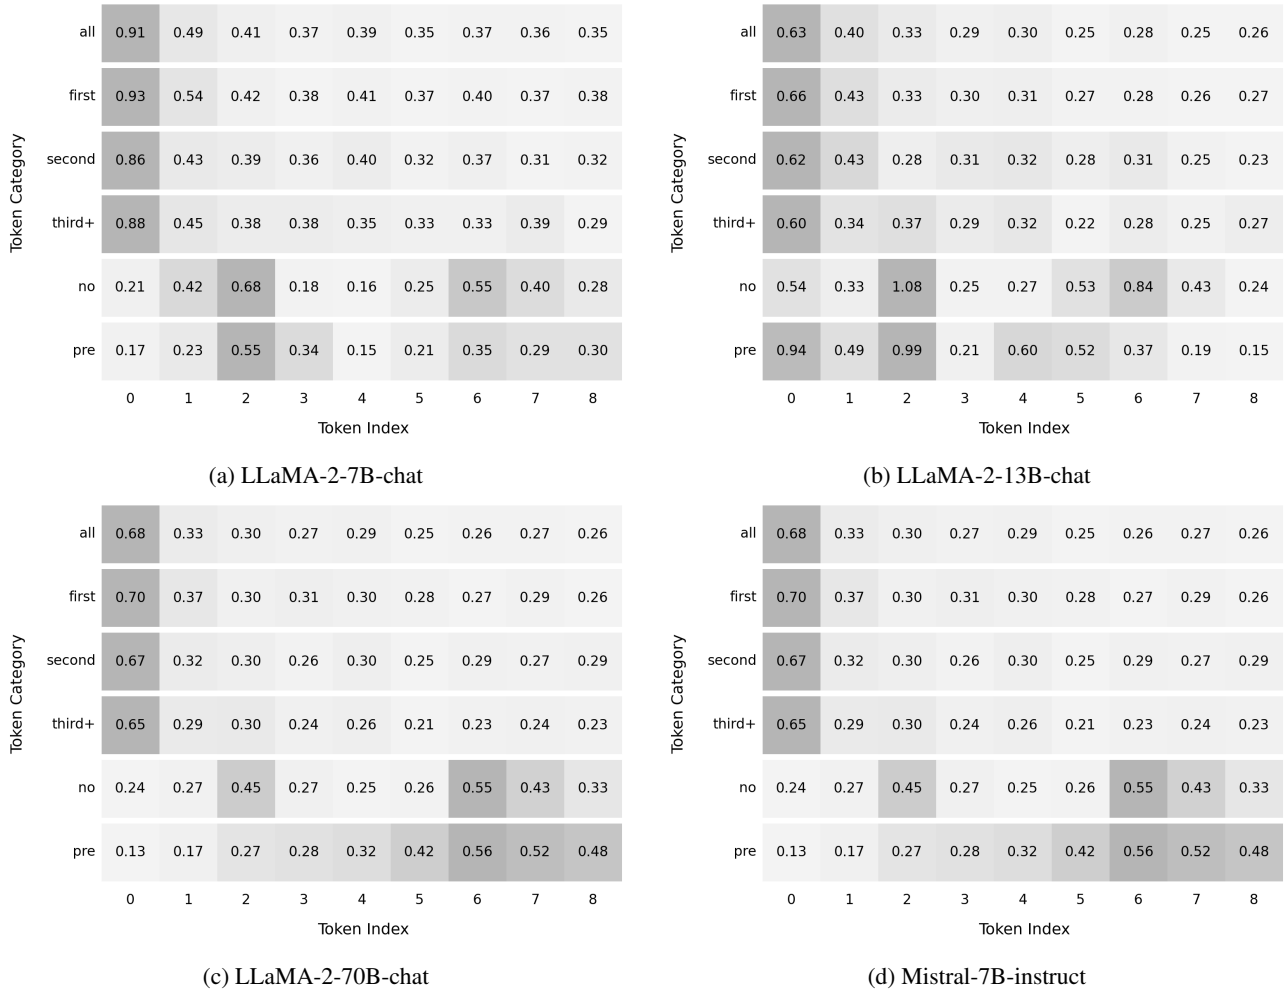 all 0.91 0.49 0.41 0.37 0.39 0.35 0.37 0.36 0.35
first 0.93 0.54 0.42 0.38 0.41 0.37 0.40 0.37 0.38
second 0.86 0.43 0.39 0.36 0.40 0.32 0.37 0.31 0.32
third+ 0.88 0.45 0.38 0.38 0.35 0.33 0.33 0.39 0.29
no 0.21 0.42 0.68 0.18 0.16 0.25 0.55 0.40 0.28
pre 0.17 0.23 0.55 0.34 0.15 0.21 0.35 0.29 0.30
0 1 2 3 4 5 6 7 8
Token Category
Token Index
(a) LLaMA-2-7B-chat
all 0.63 0.40 0.33 0.29 0.30 0.25 0.28 0.25 0.26
first 0.66 0.43 0.33 0.30 0.31 0.27 0.28 0.26 0.27
second 0.62 0.43 0.28 0.31 0.32 0.28 0.31 0.25 0.23
third+ 0.60 0.34 0.37 0.29 0.32 0.22 0.28 0.25 0.27
no 0.54 0.33 1.08 0.25 0.27 0.53 0.84 0.43 0.24
pre 0.94 0.49 0.99 0.21 0.60 0.52 0.37 0.19 0.15
0 1 2 3 4 5 6 7 8
Token Category
Token Index
(b) LLaMA-2-13B-chat
all 0.68 0.33 0.30 0.27 0.29 0.25 0.26 0.27 0.26
first 0.70 0.37 0.30 0.31 0.30 0.28 0.27 0.29 0.26
second 0.67 0.32 0.30 0.26 0.30 0.25 0.29 0.27 0.29
third+ 0.65 0.29 0.30 0.24 0.26 0.21 0.23 0.24 0.23
no 0.24 0.27 0.45 0.27 0.25 0.26 0.55 0.43 0.33
pre 0.13 0.17 0.27 0.28 0.32 0.42 0.56 0.52 0.48
0 1 2 3 4 5 6 7 8
Token Category
Token Index
(c) LLaMA-2-70B-chat
all 0.68 0.33 0.30 0.27 0.29 0.25 0.26 0.27 0.26
first 0.70 0.37 0.30 0.31 0.30 0.28 0.27 0.29 0.26
second 0.67 0.32 0.30 0.26 0.30 0.25 0.29 0.27 0.29
third+ 0.65 0.29 0.30 0.24 0.26 0.21 0.23 0.24 0.23
no 0.24 0.27 0.45 0.27 0.25 0.26 0.55 0.43 0.33
pre 0.13 0.17 0.27 0.28 0.32 0.42 0.56 0.52 0.48
0 1 2 3 4 5 6 7 8
Token Category
Token Index
(d) Mistral-7B-instruct